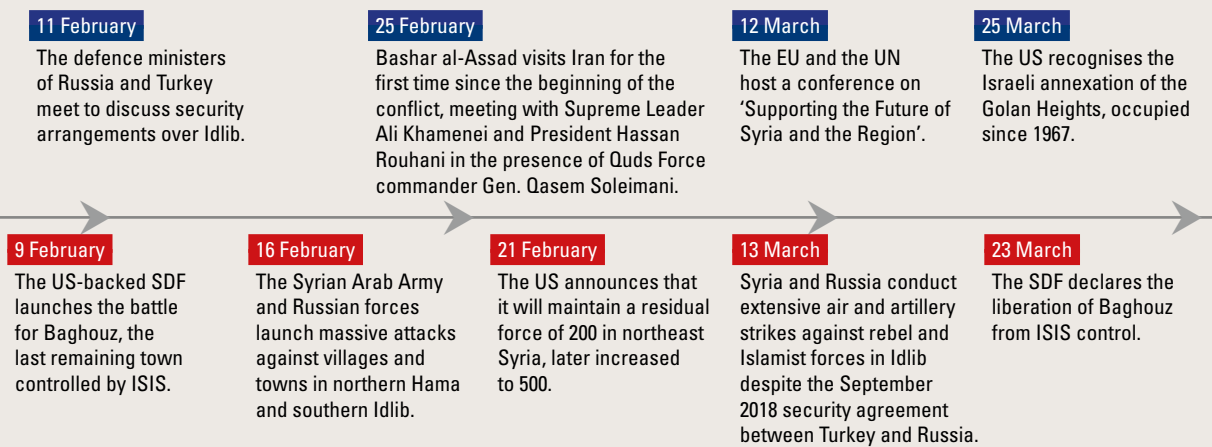 11 February
The defence ministers
of Russia and Turkey
meet to discuss security
arrangements over Idlib.
25 February
Bashar al-Assad visits Iran for the
first time since the beginning of the
conflict, meeting with Supreme Leader
Ali Khamenei and President Hassan
Rouhani in the presence of Quds Force
commander Gen. Qasem Soleimani.
12 March
The EU and the UN
host a conference on
‘Supporting the Future of
Syria and the Region’.
25 March
The US recognises the
Israeli annexation of the
Golan Heights, occupied
since 1967.
9 February
The US-backed SDF
launches the battle
for Baghouz, the
last remaining town
controlled by ISIS.
16 February
The Syrian Arab Army
and Russian forces
launch massive attacks
against villages and
towns in northern Hama
and southern Idlib.
21 February
The US announces that
it will maintain a residual
force of 200 in northeast
Syria, later increased
to 500.
13 March
Syria and Russia conduct
extensive air and artillery
strikes against rebel and
Islamist forces in Idlib
despite the September
2018 security agreement
between Turkey and Russia.
23 March
The SDF declares the
liberation of Baghouz
from ISIS control.